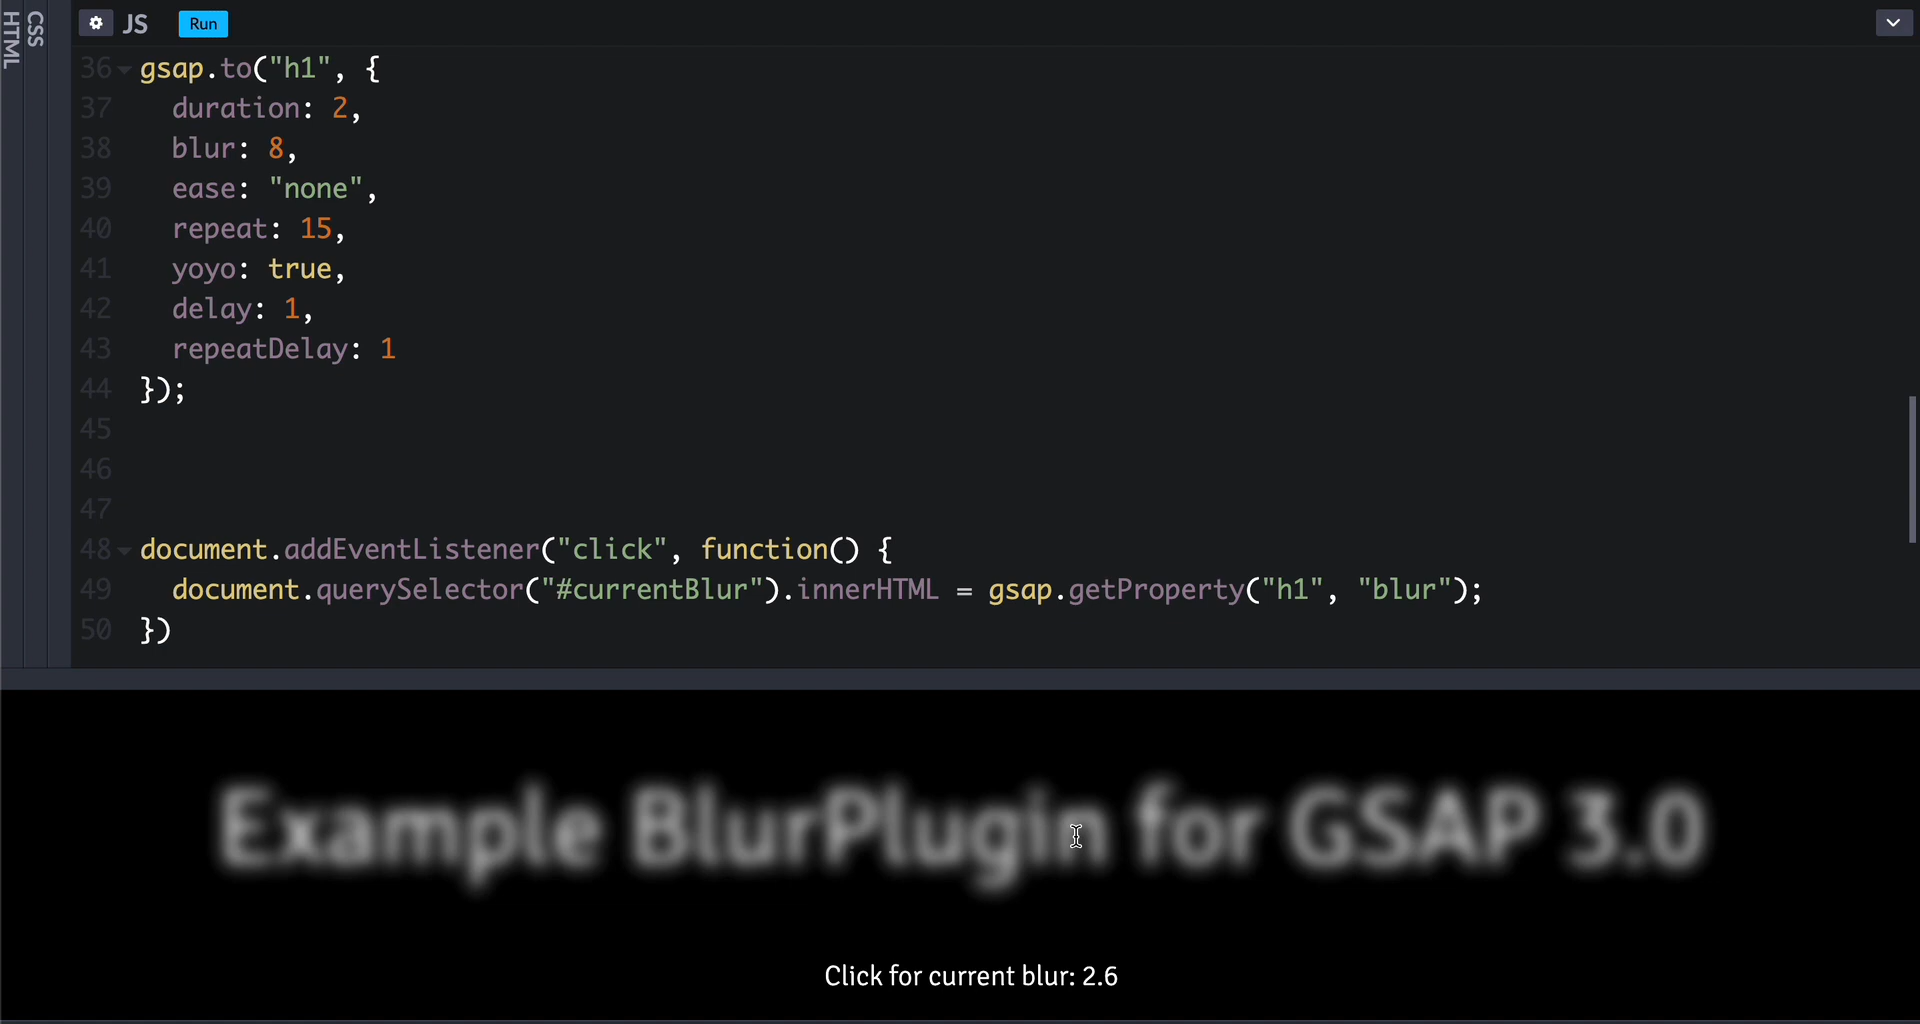 HTML
CSS
JS Run
36 gsap.to("h1", {
37 duration: 2,
38 blur: 8,
39 ease: "none",
40 repeat: 15,
41 yoyo: true,
42 delay: 1,
43 repeatDelay: 1
44 });
45
46
47
48 document.addEventListener("click", function() {
49 document.querySelector("#currentBlur").innerHTML = gsap.getProperty("h1", "blur");
50 })
Example BlurPlugin for GSAP 3.0
Click for current blur: 2.6